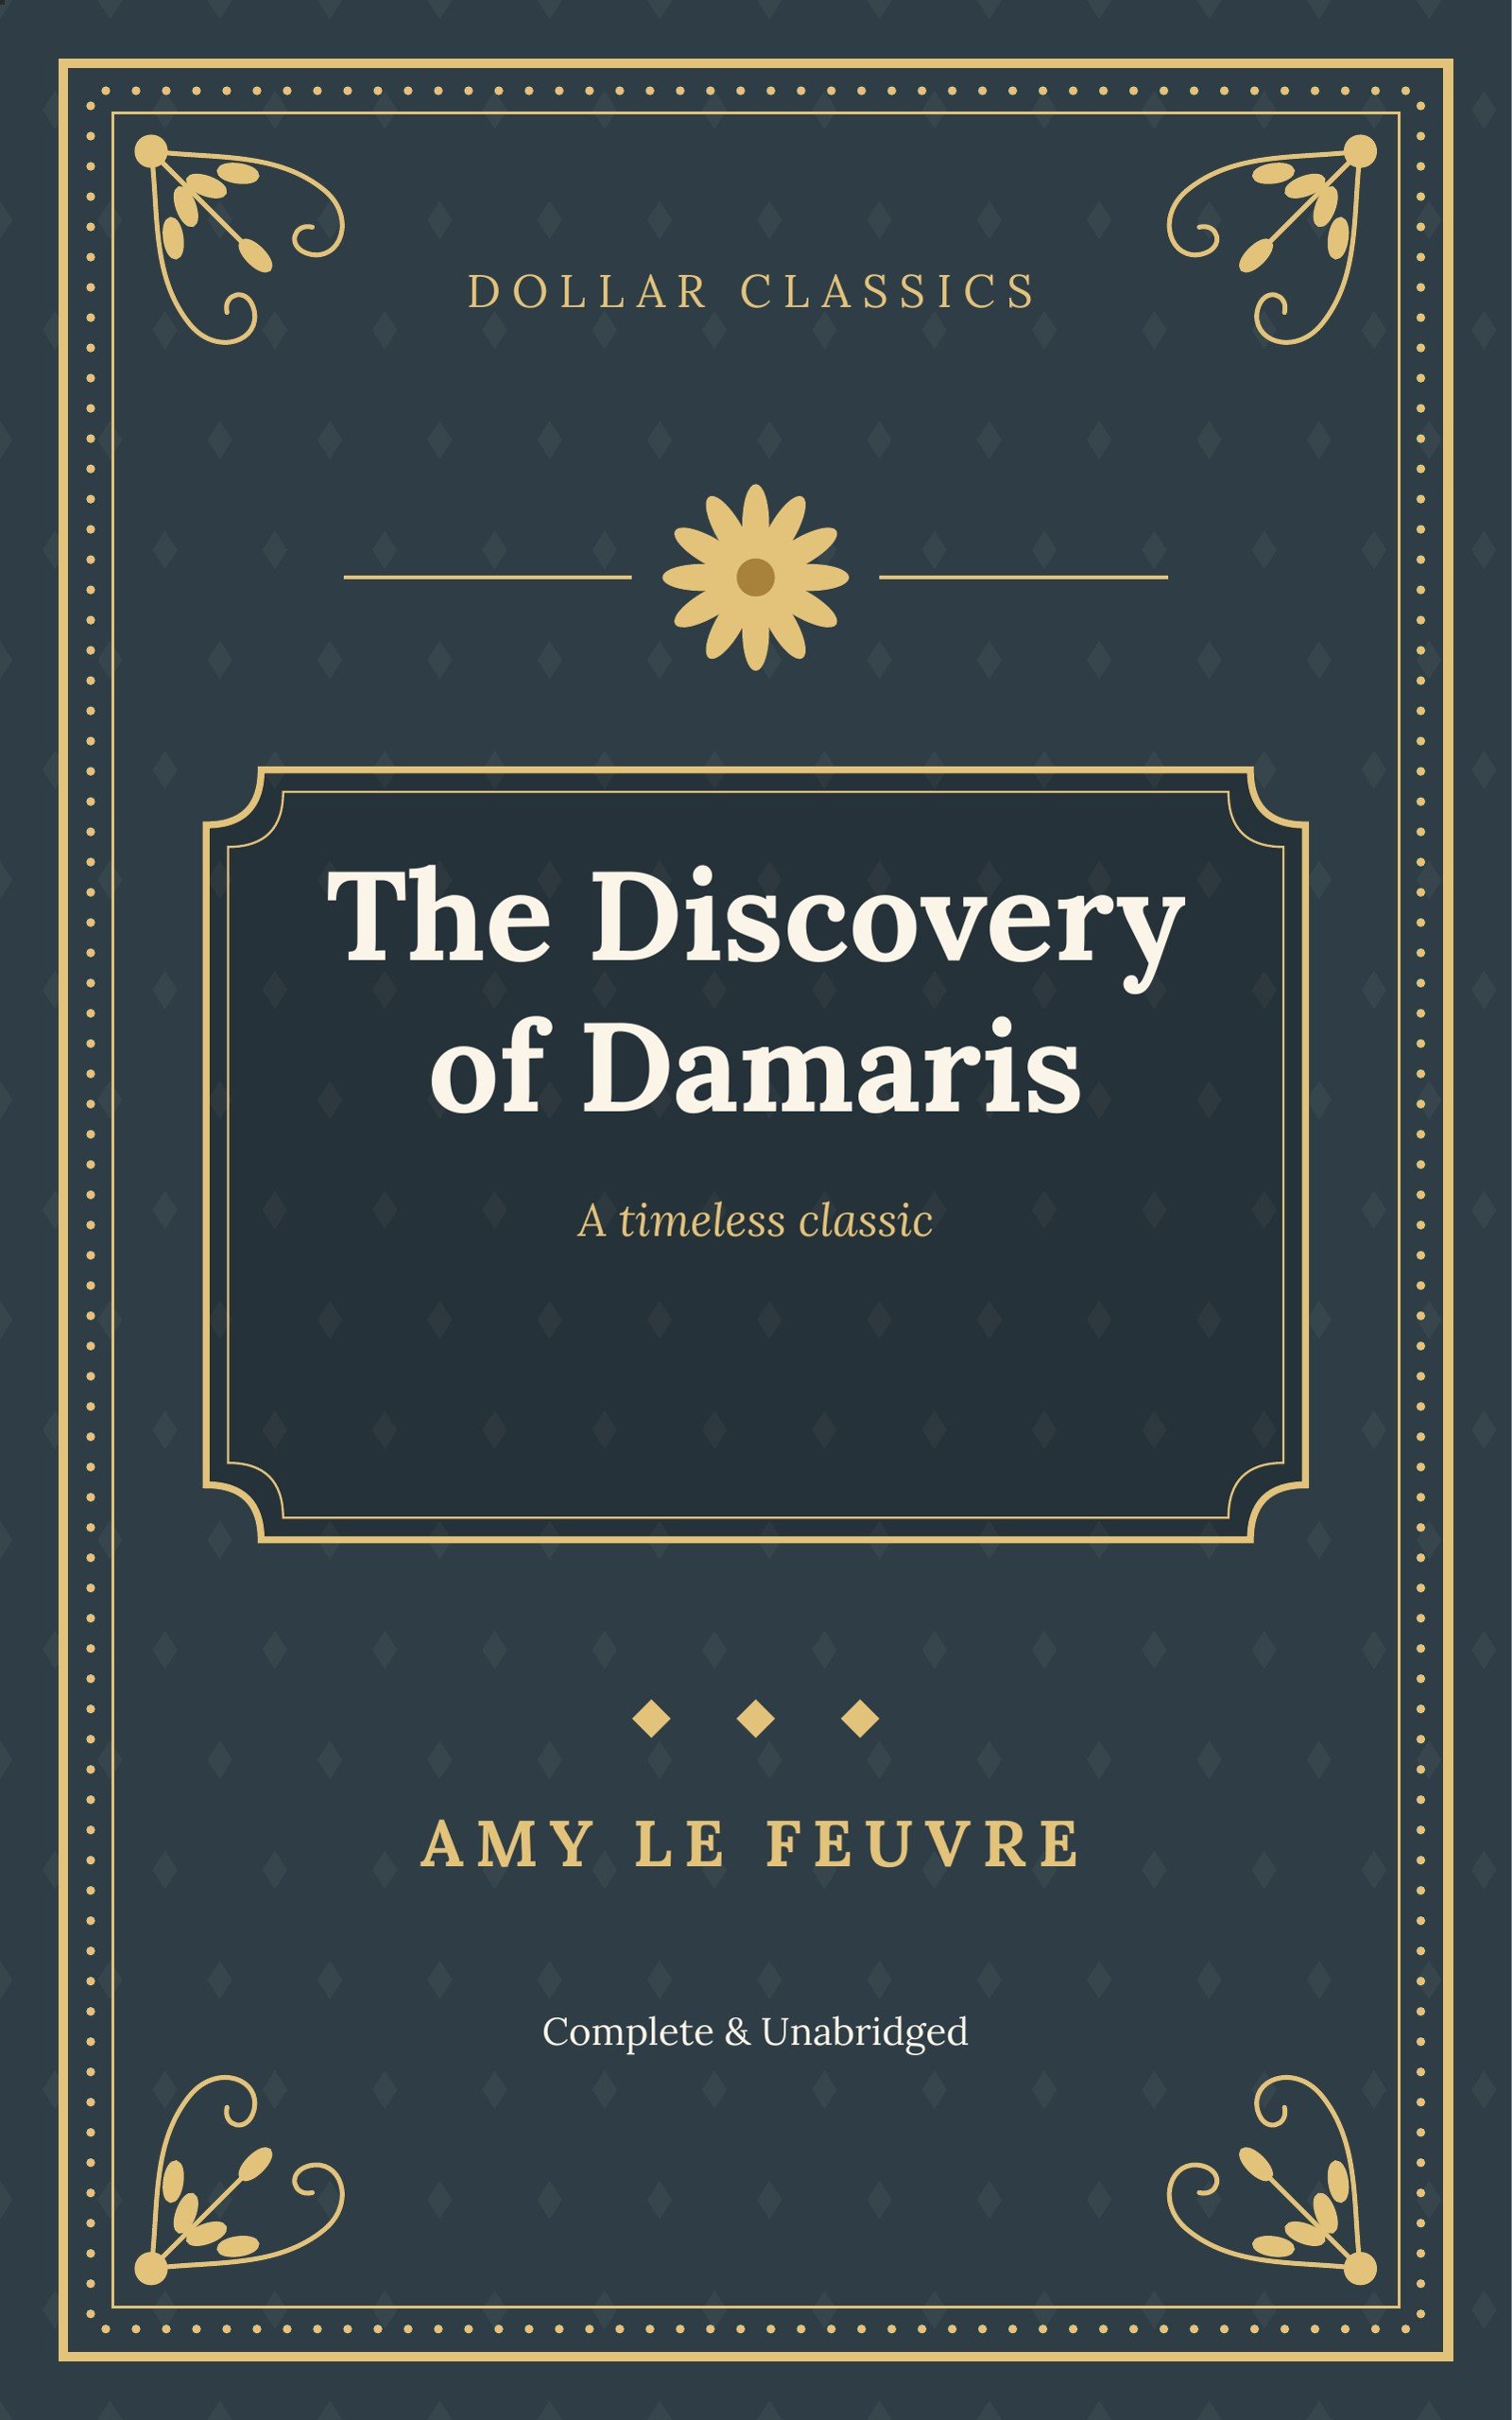 DOLLAR CLASSICS
The Discovery
of Damaris
A timeless classic
AMY LE FEUVRE
Complete & Unabridged